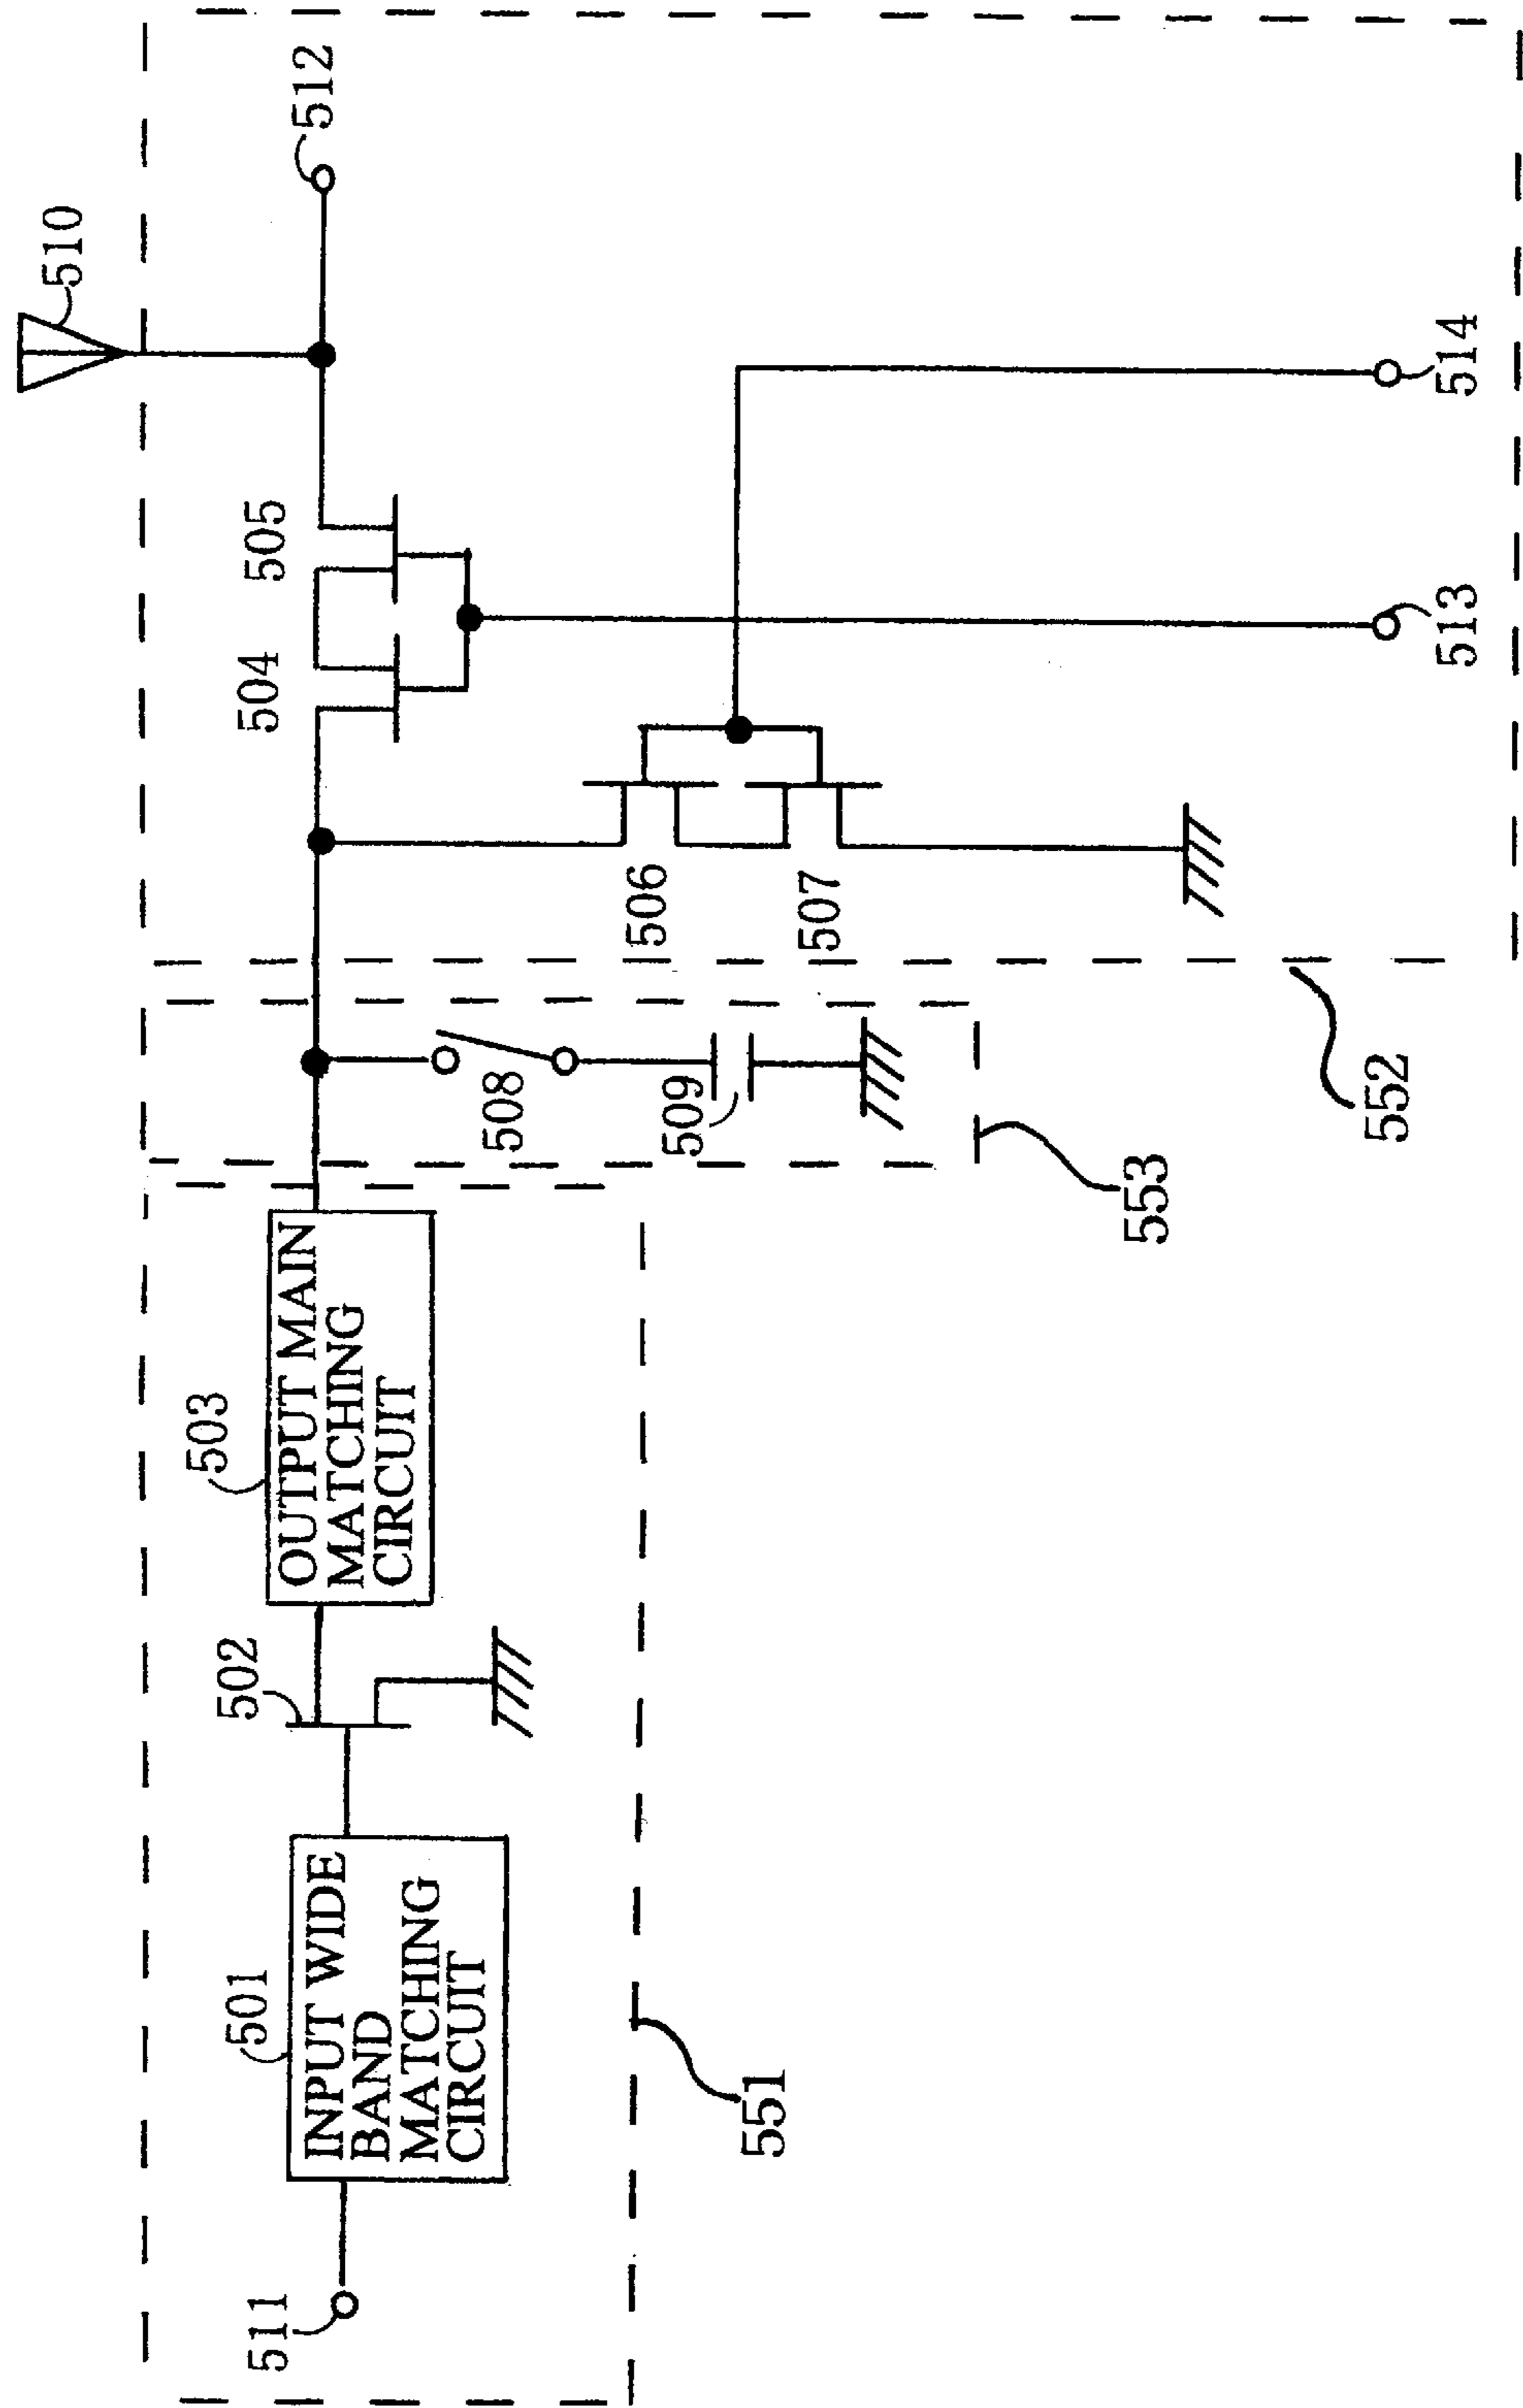 510
512
503
504
505
501
502
511
INPUT WIDE
BAND
MATCHING
CIRCUIT
OUTPUT MAIN
MATCHING
CIRCUIT
508
509
506
507
551
553
552
513
514